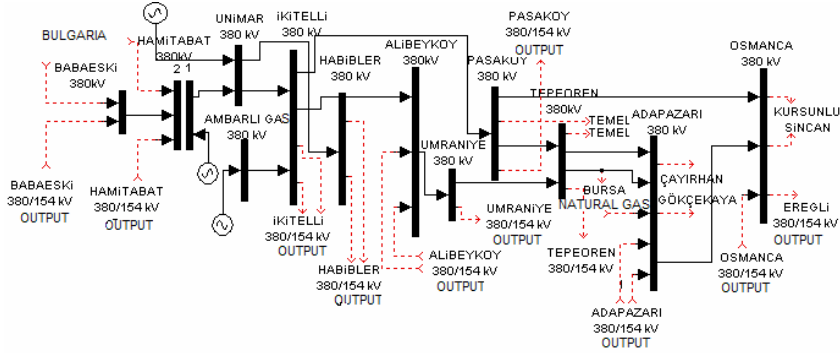 BULGARIA
BABAESKi
380kV
BABAESKi
380/154 kV
OUTPUT
HAMiTABAT
380kV
2 1
HAMiTABAT
380/154 kV
OUTPUT
UNiMAR
380 kV
AMBARLI GAS
380 kV
iKiTELLi
380 kV
iKiTELLi
380/154 kV
OUTPUT
HABiBLER
380 kV
HABiBLER
380/154 kV
OUTPUT
ALiBEYKOY
380kV
ALiBEYKOY
380/154 kV
OUTPUT
UMRANiYE
380 kV
UMRANiYE
380/154 kV
OUTPUT
PASAKOY
380/154 kV
OUTPUT
PASAKOY
380 kV
TEPEOREN
380kV
TEMEL
TEMEL
BURSA
NATURAL GAS
TEPEOREN
380/154 kV
ADAPAZARI
380 kV
ÇAYIRHAN
GÖKÇEKAYA
ADAPAZARI
380/154 kV
OUTPUT
OSMANCA
380 kV
KURSUNLU
SiNCAN
EREGLi
380/154 kV
OUTPUT
OSMANCA
380/154 kV
OUTPUT